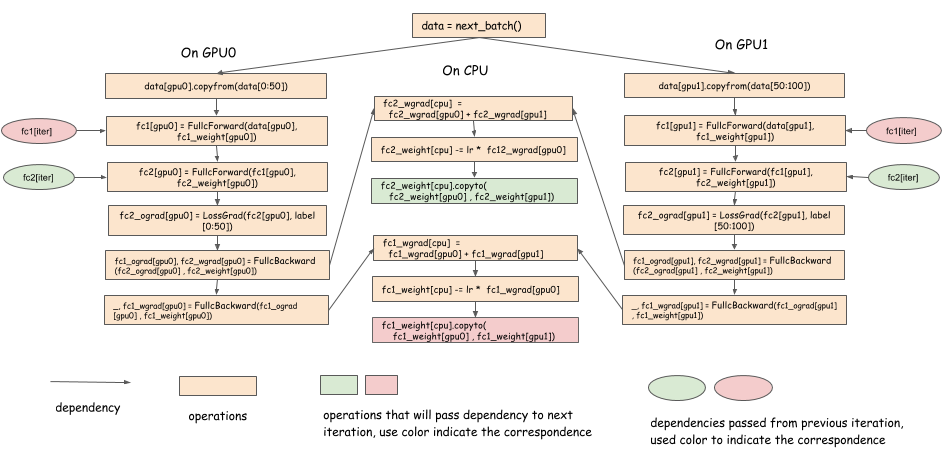 data = next_batch()
On GPU0
On CPU
On GPU1
data[gpu0].copyfrom(data[0:50])
fc1[gpu0] = FullcForward(data[gpu0],
fc1_weight[gpu0])
fc1[iter]
fc2[gpu0] = FullcForward(fc1[gpu0],
fc2_weight[gpu0])
fc2[iter]
fc2_ograd[gpu0] = LossGrad(fc2[gpu0], label
[0:50])
fc1_ograd[gpu0], fc2_wgrad[gpu0] = FullcBackward
(fc2_ograd[gpu0] , fc2_weight[gpu0])
_, fc1_wgrad[gpu0] = FullcBackward(fc1_ograd
[gpu0] , fc1_weight[gpu0])
fc2_wgrad[cpu] =
fc2_wgrad[gpu0] + fc2_wgrad[gpu1]
fc2_weight[cpu] -= lr * fc12_wgrad[gpu0]
fc2_weight[cpu].copyto(
fc2_weight[gpu0] , fc2_weight[gpu1])
fc1_wgrad[cpu] =
fc1_wgrad[gpu0] + fc1_wgrad[gpu1]
fc1_weight[cpu] -= lr * fc1_wgrad[gpu0]
fc1_weight[cpu].copyto(
fc1_weight[gpu0] , fc1_weight[gpu1])
data[gpu1].copyfrom(data[50:100])
fc1[gpu1] = FullcForward(data[gpu1],
fc1_weight[gpu1])
fc1[iter]
fc2[gpu1] = FullcForward(fc1[gpu1],
fc2_weight[gpu1])
fc2[iter]
fc2_ograd[gpu1] = LossGrad(fc2[gpu1], label
[50:100])
fc1_ograd[gpu1], fc2_wgrad[gpu1] = FullcBackward
(fc2_ograd[gpu1] , fc2_weight[gpu1])
_, fc1_wgrad[gpu1] = FullcBackward(fc1_ograd[gpu1]
, fc1_weight[gpu1])
dependency
operations
operations that will pass dependency to next
iteration, use color indicate the correspondence
dependencies passed from previous iteration,
used color to indicate the correspondence